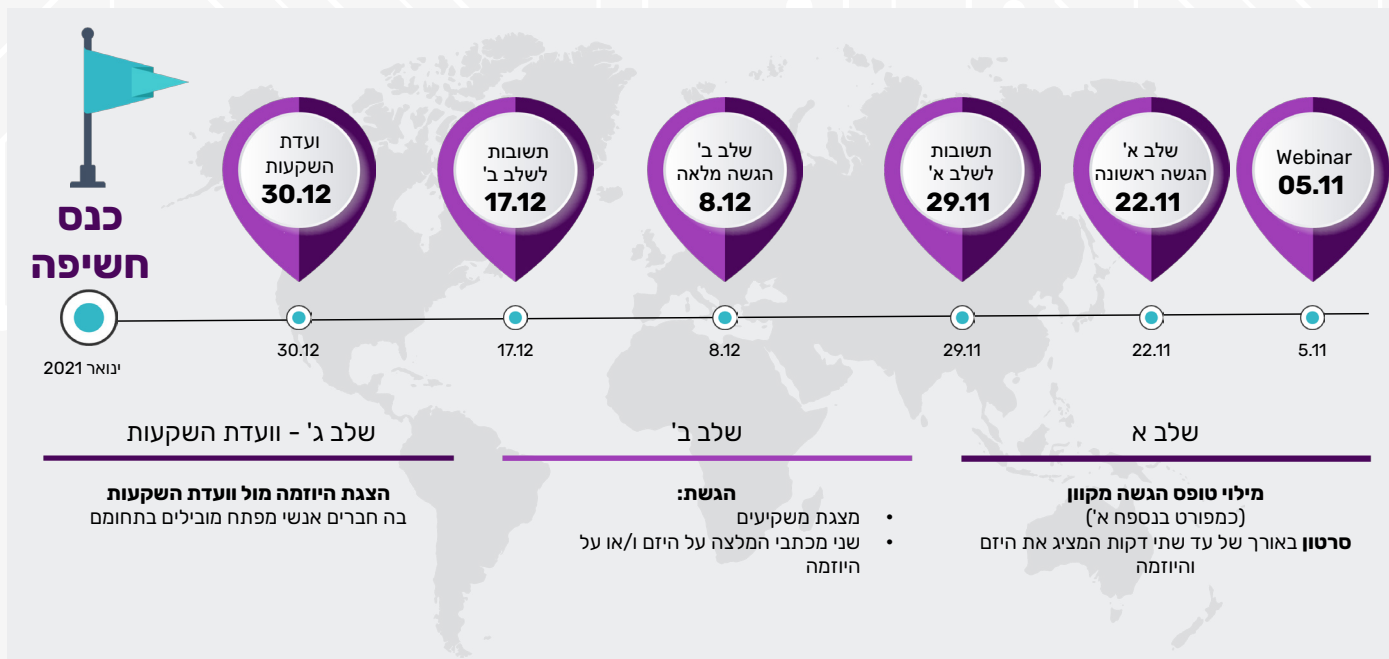 Webinar
05.11
שלב א'
הגשה ראשונה
22.11
תשובות
לשלב א'
29.11
שלב ב'
הגשה מלאה
8.12
תשובות
לשלב ב'
17.12
ועדת
השקעות
30.12
כנס
חשיפה
5.11
22.11
29.11
8.12
17.12
30.12
ינואר 2021
שלב א
מילוי טופס הגשה מקוון
(כמפורט בנספח א')
סרטון באורך של עד שתי דקות המציג את היזם
והיוזמה
שלב ב'
הגשת:
• מצגת משקיעים
• שני מכתבי המלצה על היזם ו/או על
היוזמה
שלב ג' - וועדת השקעות
הצגת היוזמה מול וועדת השקעות
בה חברים אנשי מפתח מובילים בתחומם